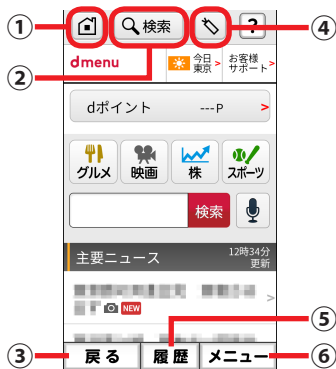 ① ④
検索 ?
②
dmenu 今日 東京 > お客様 サポート >
dポイント ---P >
グルメ 映画 株 スポーツ
検索
主要ニュース 12時34分 更新
NEW >
⑤
③ 戻る 履歴 メニュー ⑥